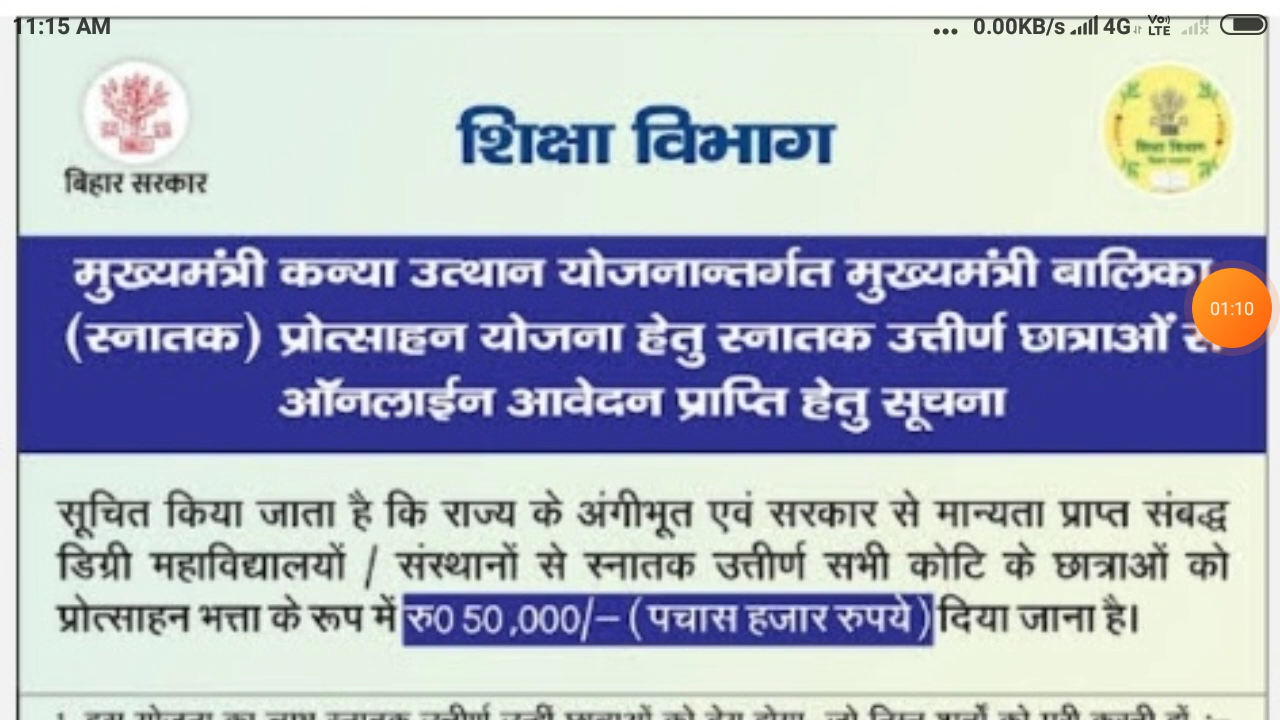 11:15 AM
... 0.00KB/s 4G Vo) LTE
बिहार सरकार
शिक्षा विभाग
शिक्षा विभाग
मुख्यमंत्री कन्या उत्थान योजनान्तर्गत मुख्यमंत्री बालिका
(स्नातक) प्रोत्साहन योजना हेतु स्नातक उत्तीर्ण छात्राओं
01:10
ऑनलाईन आवेदन प्राप्ति हेतु सूचना
सूचित किया जाता है कि राज्य के अंगीभूत एवं सरकार से मान्यता प्राप्त संबद्ध
डिग्री महाविद्यालयों / संस्थानों से स्नातक उत्तीर्ण सभी कोटि के छात्राओं को
प्रोत्साहन भत्ता के रूप में रु0 50,000/– (पचास हजार रुपये) दिया जाना है।